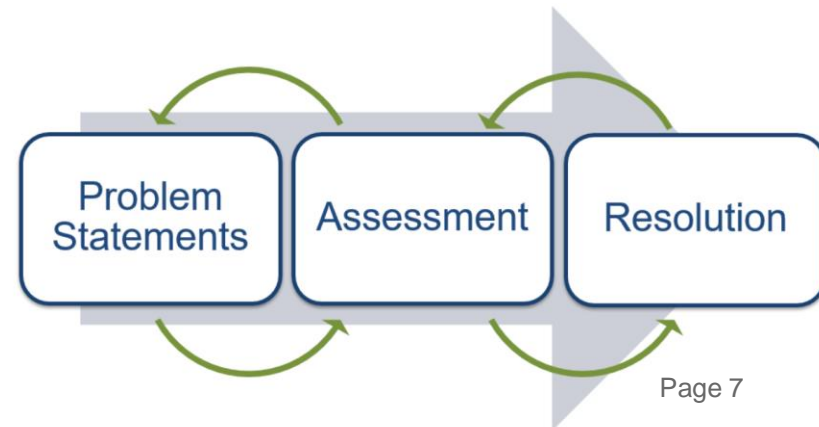 Problem
Statements
Assessment
Resolution
Page 7